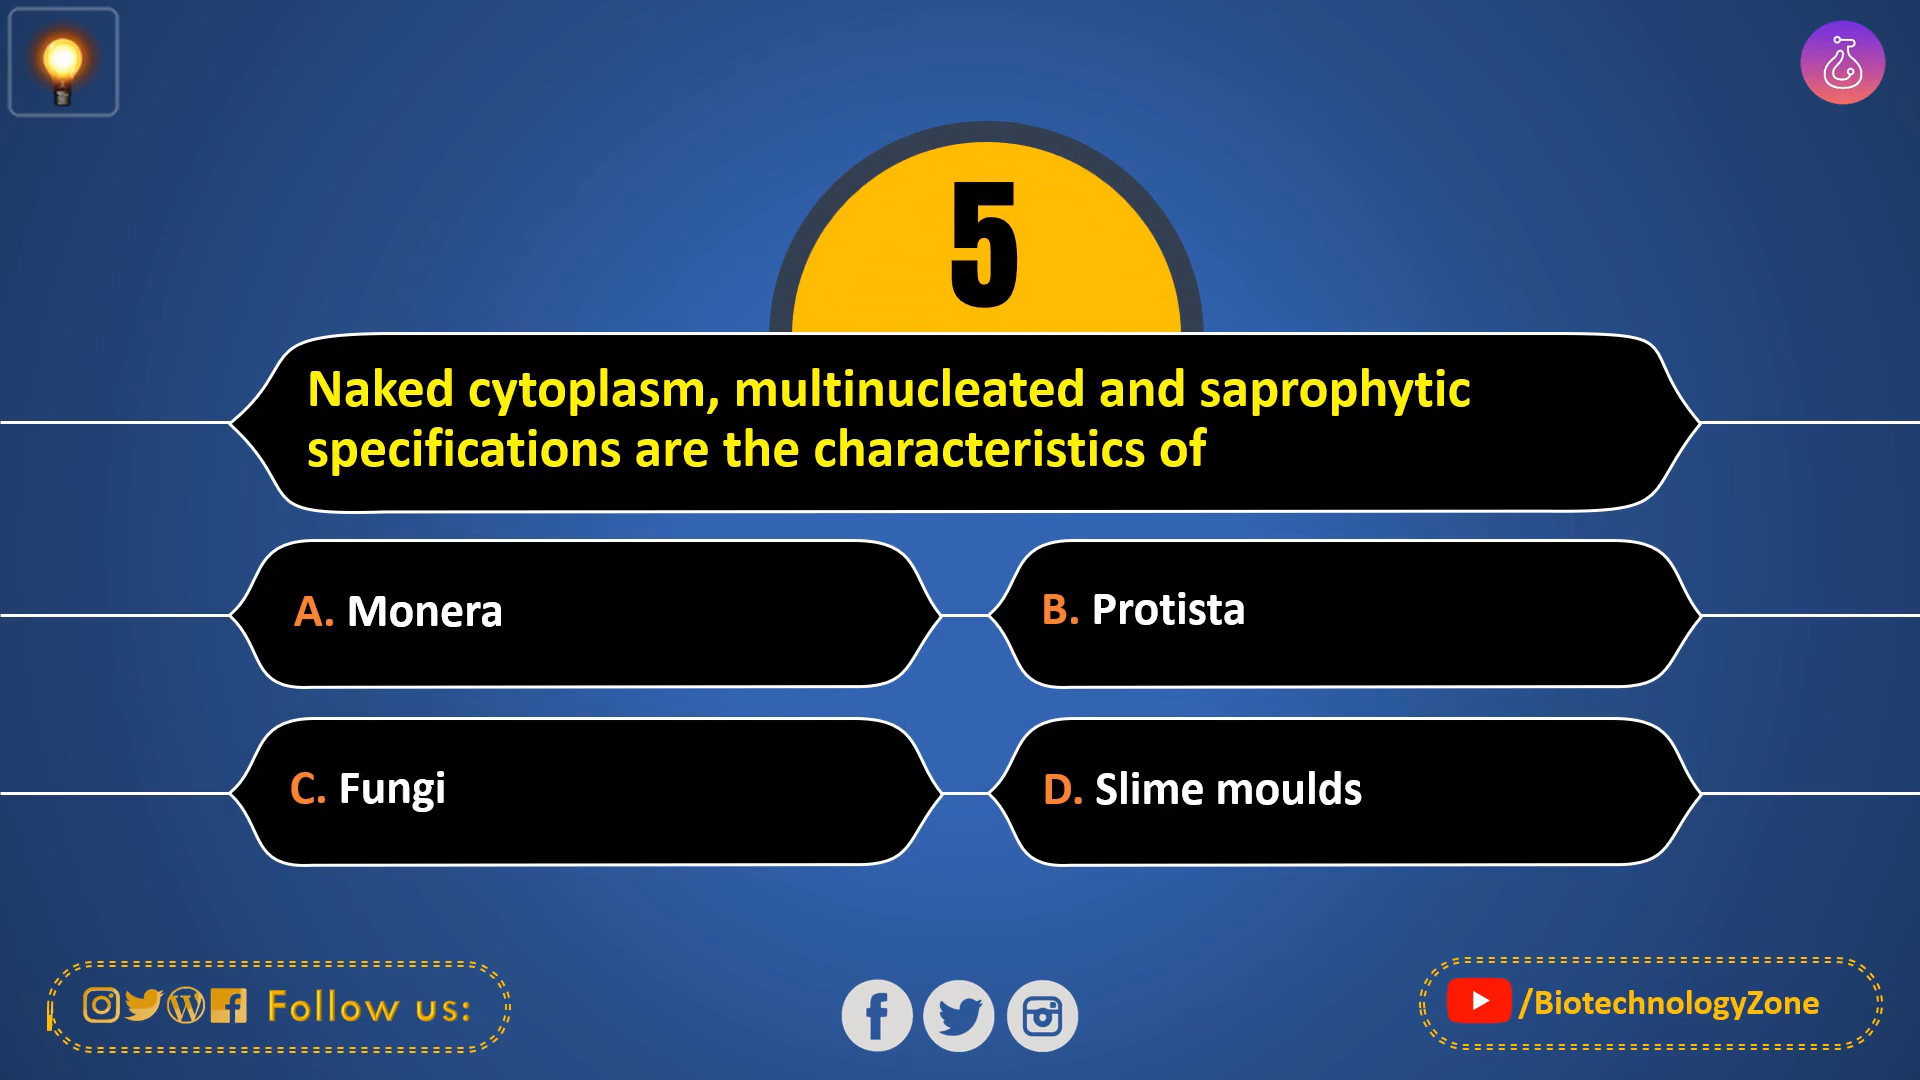 5
Naked cytoplasm, multinucleated and saprophytic
specifications are the characteristics of
A. Monera
B. Protista
C. Fungi
D. Slime moulds
Follow us:
/BiotechnologyZone